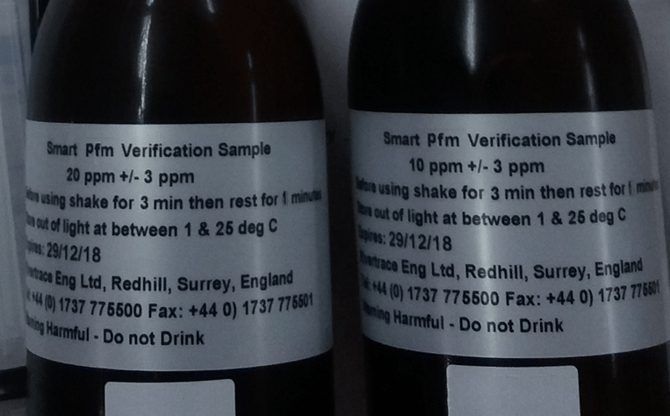 Smart Pfm Verification Sample
20 ppm +/- 3 ppm
using shake for 3 min then rest for minutes
out of light at between 1 & 25 deg C
29/12/18
Eng Ltd, Redhill, Surrey, England
+44 (0) 1737 775500 Fax: +44 0) 1737 775501
Harmful - Do not Drink
Smart Pfm Verification Sample
10 ppm +/- 3 ppm
using shake for 3 min then rest for
out of light at between 1 & 25 deg C
29/12/18
Eng Ltd, Redhill, Surrey, England
+44 (0) 1737 775500 Fax: +44 0) 1737 775501
Harmful - Do not Drink